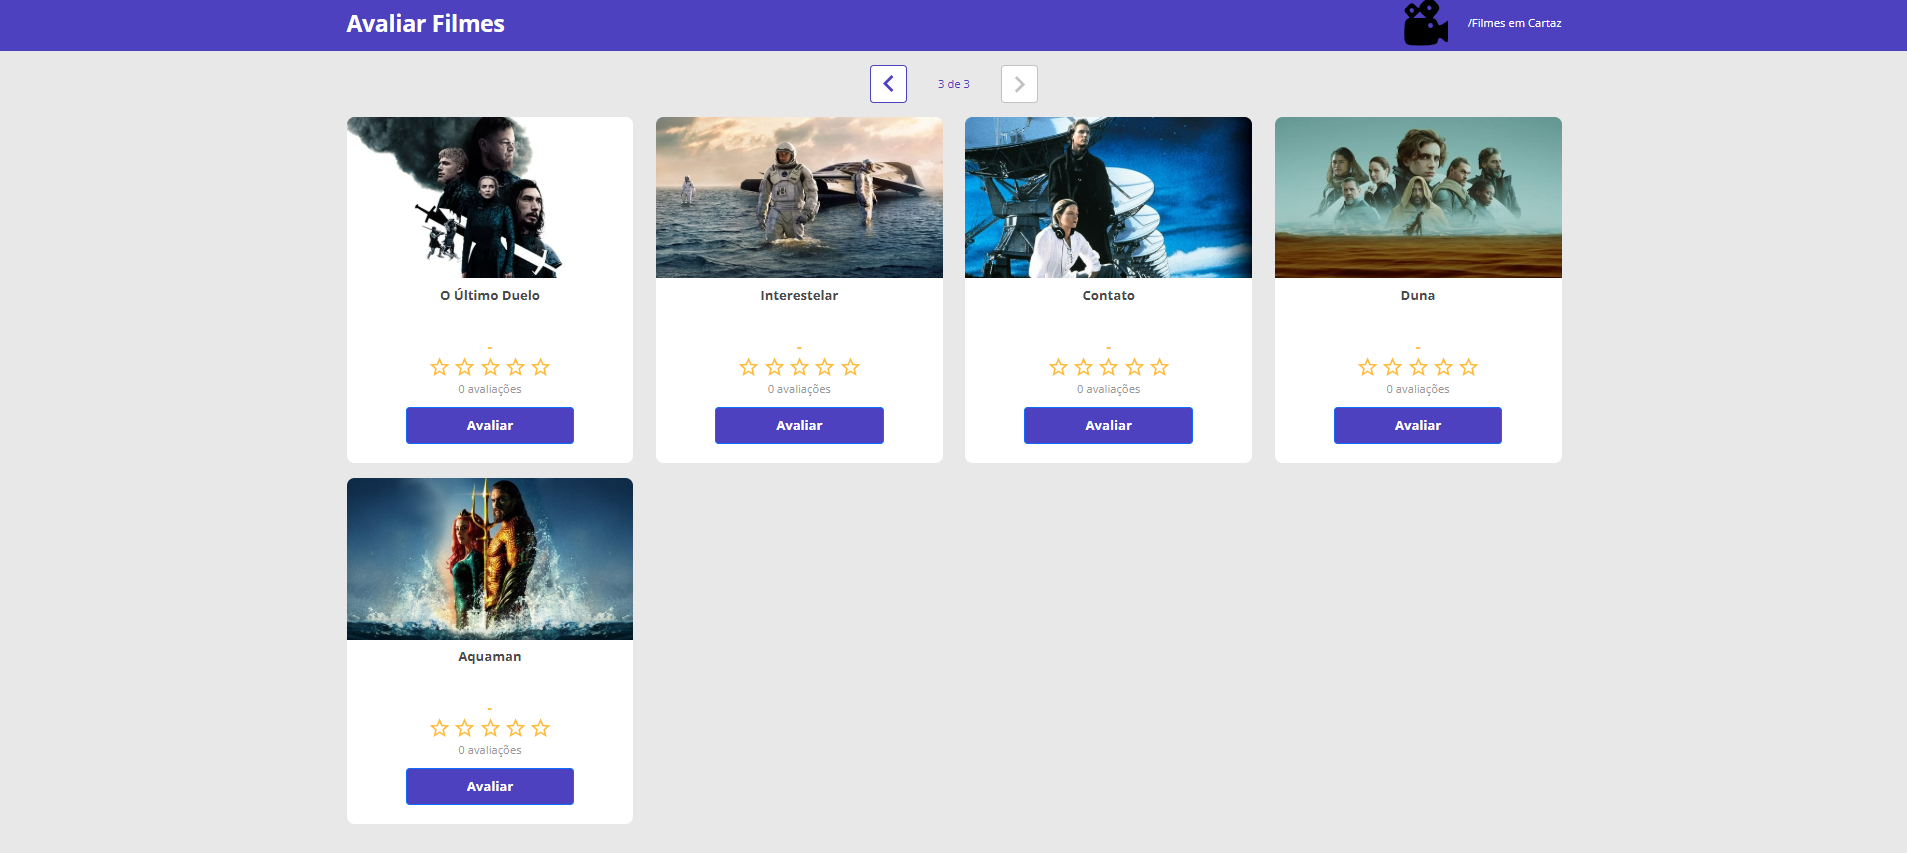 Avaliar Filmes
/Filmes em Cartaz
3 de 3
O Último Duelo
-
0 avaliações
Avaliar
Interestelar
-
0 avaliações
Avaliar
Contato
-
0 avaliações
Avaliar
Duna
-
0 avaliações
Avaliar
Aquaman
-
0 avaliações
Avaliar